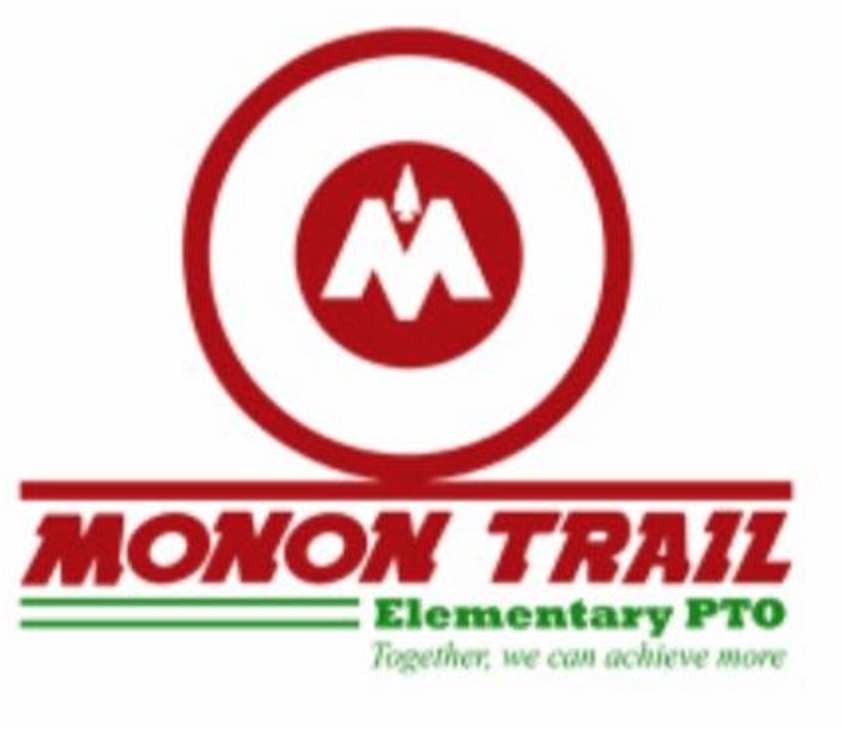 M
MONON TRAIL
Elementary PTO
Together, we can achieve more